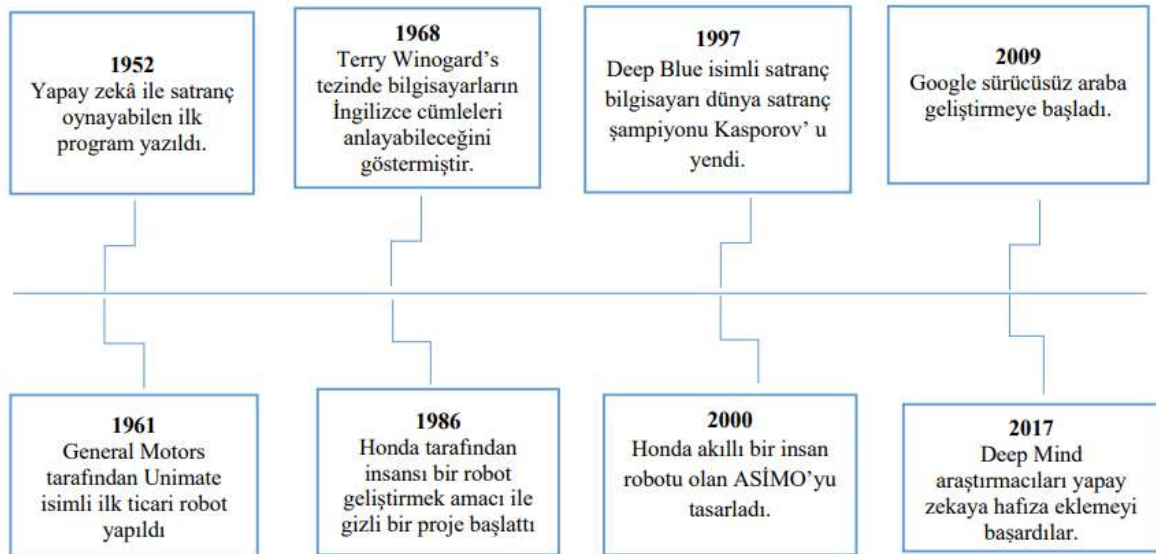 1952
Yapay zekâ ile satranç
oynayabilen ilk
program yazıldı.
1968
Terry Winogard’s
tezinde bilgisayarların
İngilizce cümleleri
anlayabileceğini
göstermiştir.
1997
Deep Blue isimli satranç
bilgisayarı dünya satranç
şampiyonu Kasporov’ u
yendi.
2009
Google sürücüsüz araba
geliştirmeye başladı.
1961
General Motors
tarafından Unimate
isimli ilk ticari robot
yapıldı
1986
Honda tarafından
insansı bir robot
geliştirmek amacı ile
gizli bir proje başlattı
2000
Honda akıllı bir insan
robotu olan ASİMO’yu
tasarladı.
2017
Deep Mind
araştırmacıları yapay
zekaya hafıza eklemeyi
başardılar.